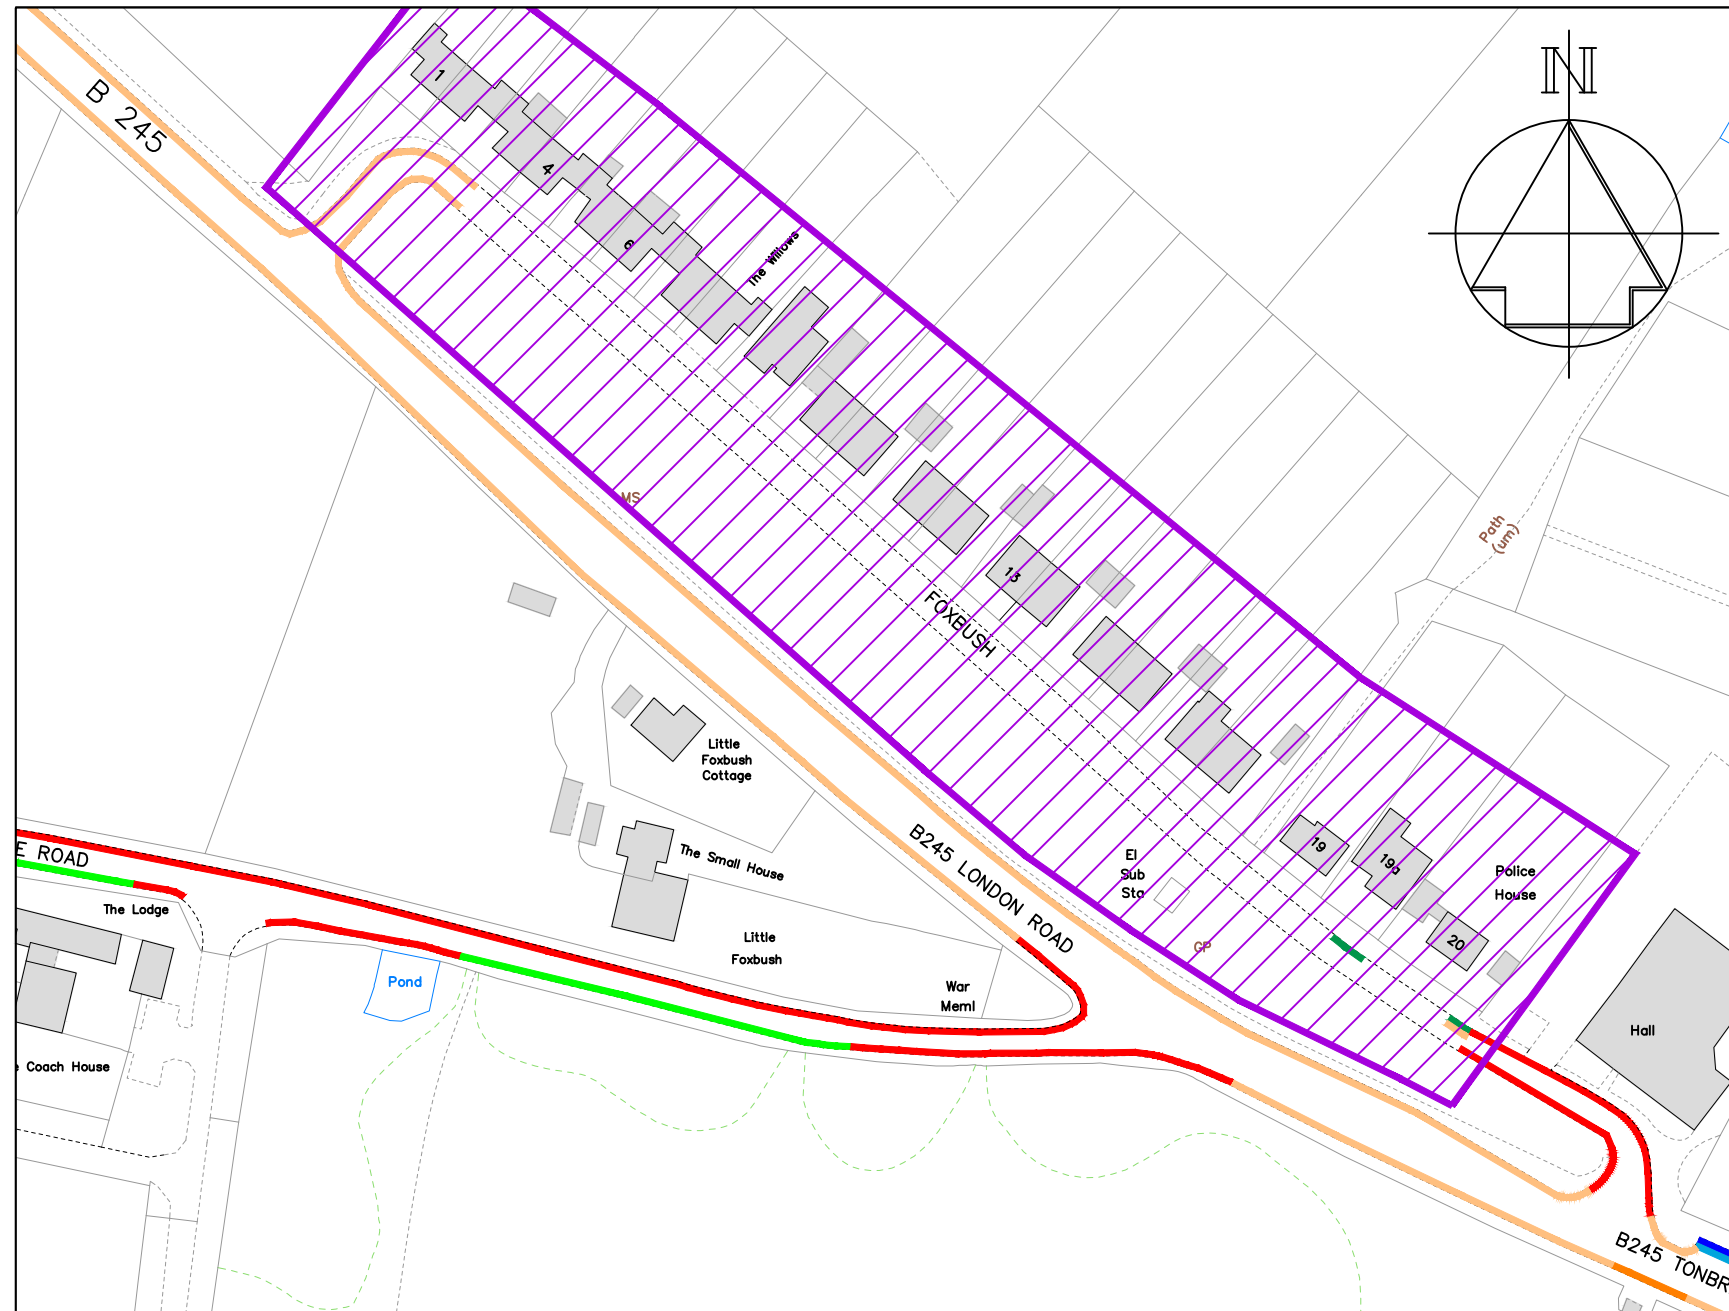 N
B 245
1
4
6
The Willows
MS
13
FOXBUSH
Path
(um)
Little
Foxbush
Cottage
The Small House
E ROAD
The Lodge
Little
Foxbush
B245 LONDON ROAD
El
Sub
Sta
GP
19
19a
20
Police
House
War
Meml
Pond
Hall
e Coach House
B245 TONBR